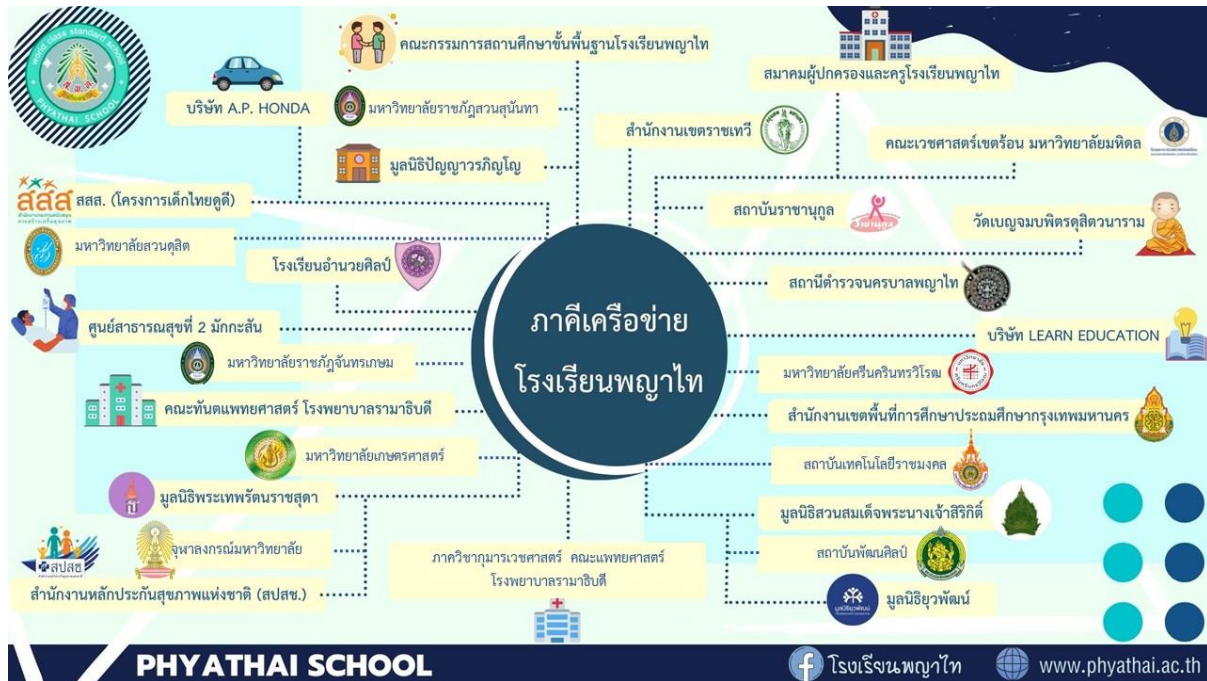 world class standard school
พ.ญ.ท.
PHYATHAI SCHOOL
คณะกรรมการสถานศึกษาขั้นพื้นฐานโรงเรียนพญาไท
สมาคมผู้ปกครองและครูโรงเรียนพญาไท
บริษัท A.P. HONDA
มหาวิทยาลัยราชภัฏสวนสุนันทา
สำนักงานเขตราชเทวี
คณะเวชศาสตร์เขตร้อน มหาวิทยาลัยมหิดล
มูลนิธิปัญญาวรภิญโญ
สสส
สสส. (โครงการเด็กไทยดูดี)
สถาบันราชานุกูล
ราชานุกูล
วัดเบญจมบพิตรดุสิตวนาราม
มหาวิทยาลัยสวนดุสิต
โรงเรียนอำนวยศิลป์
สถานีตำรวจนครบาลพญาไท
ภาคีเครือข่าย
โรงเรียนพญาไท
ศูนย์สาธารณสุขที่ 2 มักกะสัน
บริษัท LEARN EDUCATION
มหาวิทยาลัยราชภัฏจันทรเกษม
มหาวิทยาลัยศรีนครินทรวิโรฒ
คณะทันตแพทยศาสตร์ โรงพยาบาลรามาธิบดี
สำนักงานเขตพื้นที่การศึกษาประถมศึกษากรุงเทพมหานคร
มหาวิทยาลัยเกษตรศาสตร์
สถาบันเทคโนโลยีราชมงคล
มูลนิธิพระเทพรัตนราชสุดา
มูลนิธิสวนสมเด็จพระนางเจ้าสิริกิติ์
จุฬาลงกรณ์มหาวิทยาลัย
สปสช
ภาควิชากุมารเวชศาสตร์ คณะแพทยศาสตร์
โรงพยาบาลรามาธิบดี
สถาบันพัฒนศิลป์
สำนักงานหลักประกันสุขภาพแห่งชาติ (สปสช.)
มูลนิธิยุวพัฒน์
มูลนิธิยุวพัฒน์
PHYATHAI SCHOOL
โรงเรียนพญาไท
www.phyathai.ac.th